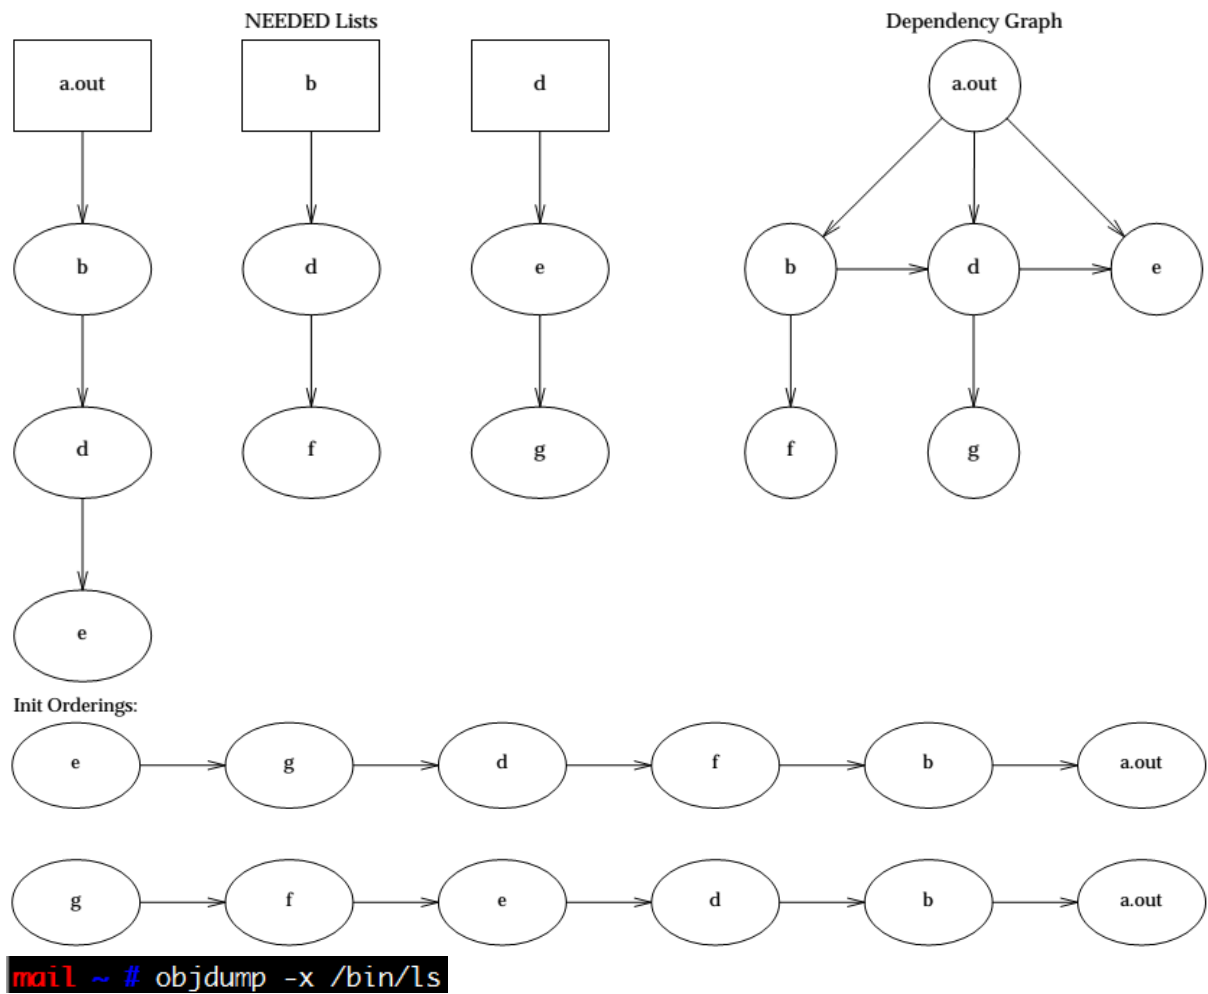 NEEDED Lists
Dependency Graph
a.out
b
d
a.out
b
d
e
b
d
e
d
f
g
f
g
e
Init Orderings:
e g d f b a.out
g f e d b a.out
mail ~ # objdump -x /bin/ls